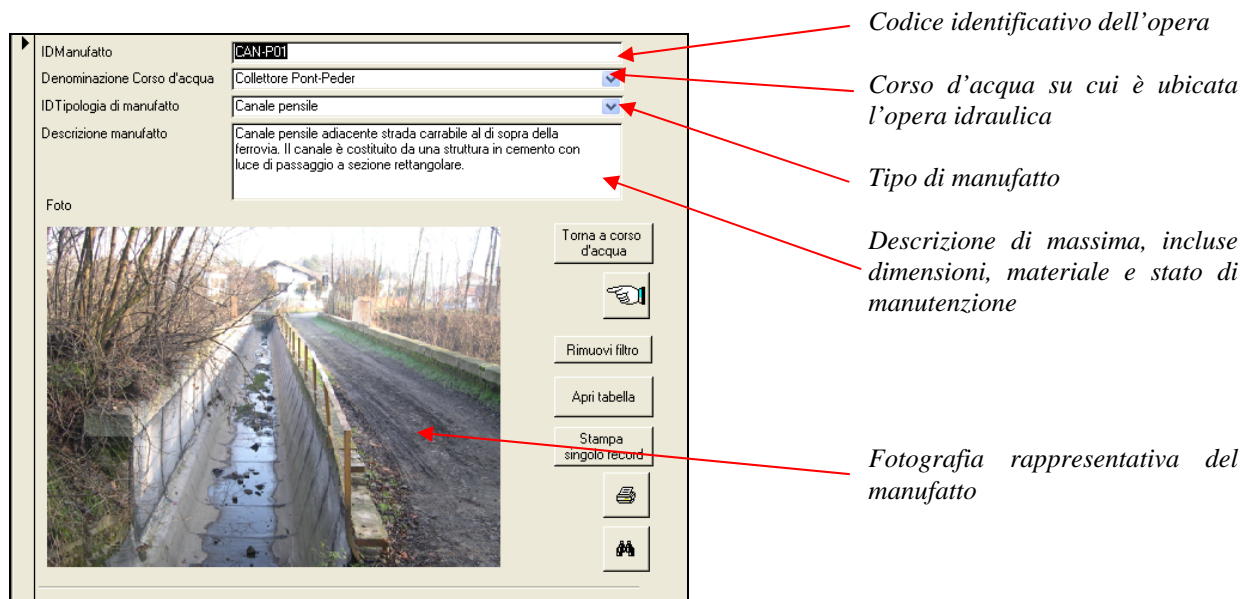 IDManufatto
CAN-P01
Denominazione Corso d'acqua
Collettore Pont-Peder
IDTipologia di manufatto
Canale pensile
Descrizione manufatto
Canale pensile adiacente strada carrabile al di sopra della
ferrovia. Il canale è costituito da una struttura in cemento con
luce di passaggio a sezione rettangolare.
Foto
Torna a corso
d'acqua
Rimuovi filtro
Apri tabella
Stampa
singolo record
Codice identificativo dell'opera
Corso d'acqua su cui è ubicata
l'opera idraulica
Tipo di manufatto
Descrizione di massima, incluse
dimensioni, materiale e stato di
manutenzione
Fotografia rappresentativa del
manufatto